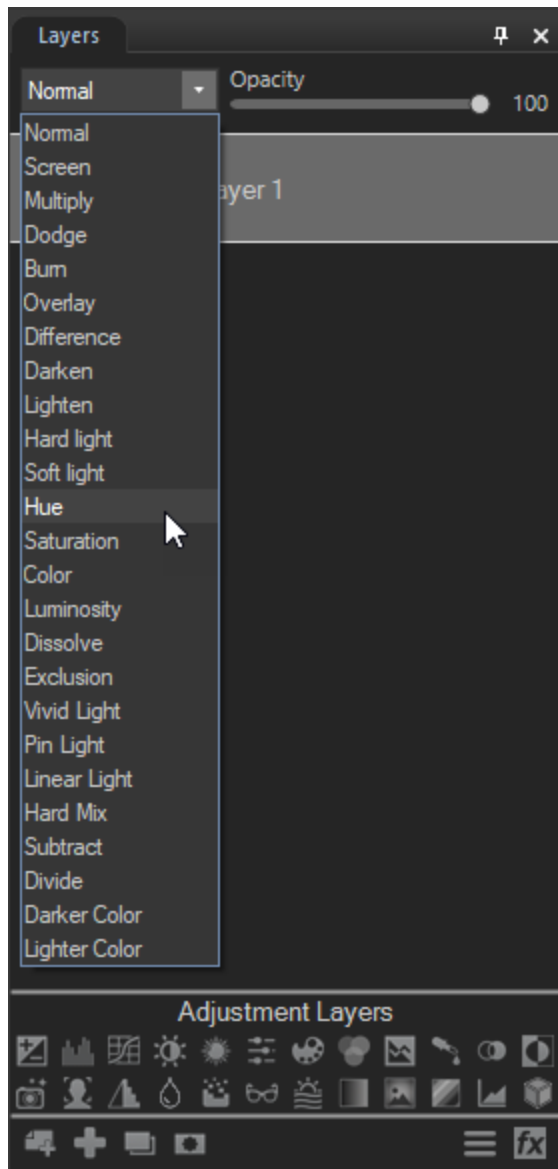 Layers
Normal
Opacity
100
Normal
Screen
Multiply
Dodge
Burn
Overlay
Difference
Darken
Lighten
Hard light
Soft light
Hue
Saturation
Color
Luminosity
Dissolve
Exclusion
Vivid Light
Pin Light
Linear Light
Hard Mix
Subtract
Divide
Darker Color
Lighter Color
ayer 1
Adjustment Layers
fx